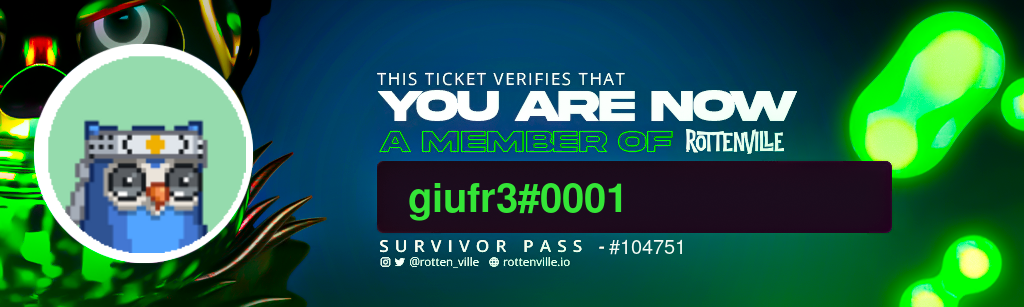 THIS TICKET VERIFIES THAT
YOU ARE NOW
A MEMBER OF ROTTENVILLE
giufr3#0001
SURVIVOR PASS - #104751
@rotten_ville rottenville.io